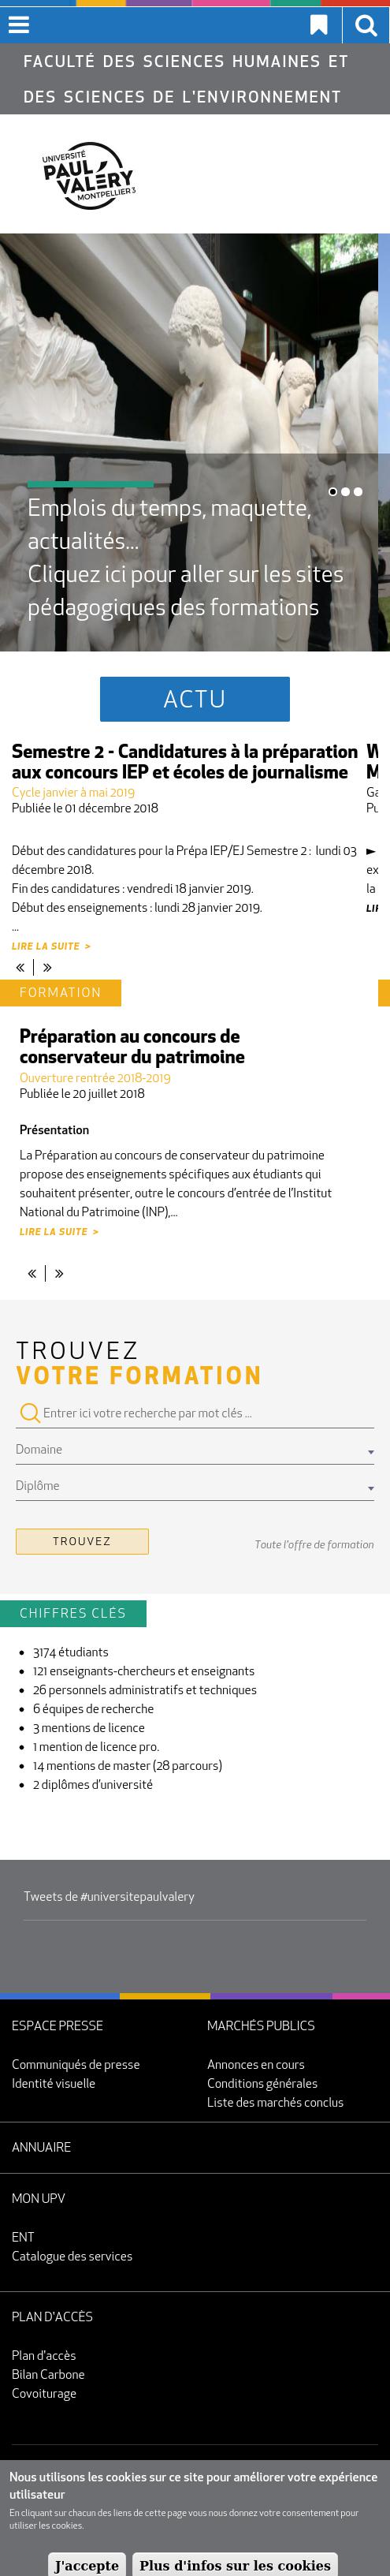 FACULTÉ DES SCIENCES HUMAINES ET
DES SCIENCES DE L'ENVIRONNEMENT
UNIVERSITÉ
PAUL
VALÉRY
MONTPELLIER 3
Emplois du temps, maquette,
actualités...
Cliquez ici pour aller sur les sites
pédagogiques des formations
ACTU
Semestre 2 - Candidatures à la préparation
aux concours IEP et écoles de journalisme
Cycle janvier à mai 2019
Publiée le 01 décembre 2018
Début des candidatures pour la Prépa IEP/EJ Semestre 2 : lundi 03
décembre 2018.
Fin des candidatures : vendredi 18 janvier 2019.
Début des enseignements : lundi 28 janvier 2019.
...
LIRE LA SUITE >
« | »
FORMATION
Préparation au concours de
conservateur du patrimoine
Ouverture rentrée 2018-2019
Publiée le 20 juillet 2018
Présentation
La Préparation au concours de conservateur du patrimoine
propose des enseignements spécifiques aux étudiants qui
souhaitent présenter, outre le concours d’entrée de l’Institut
National du Patrimoine (INP),...
LIRE LA SUITE >
« | »
TROUVEZ
VOTRE FORMATION
Entrer ici votre recherche par mot clés ...
Domaine
Diplôme
TROUVEZ
Toute l'offre de formation
CHIFFRES CLÉS
• 3174 étudiants
• 121 enseignants-chercheurs et enseignants
• 26 personnels administratifs et techniques
• 6 équipes de recherche
• 3 mentions de licence
• 1 mention de licence pro.
• 14 mentions de master (28 parcours)
• 2 diplômes d'université
Tweets de #universitepaulvalery
ESPACE PRESSE
Communiqués de presse
Identité visuelle
MARCHÉS PUBLICS
Annonces en cours
Conditions générales
Liste des marchés conclus
ANNUAIRE
MON UPV
ENT
Catalogue des services
PLAN D'ACCÈS
Plan d'accès
Bilan Carbone
Covoiturage
Nous utilisons les cookies sur ce site pour améliorer votre expérience
utilisateur
En cliquant sur chacun des liens de cette page vous nous donnez votre consentement pour
utiliser les cookies.
J'accepte
Plus d'infos sur les cookies